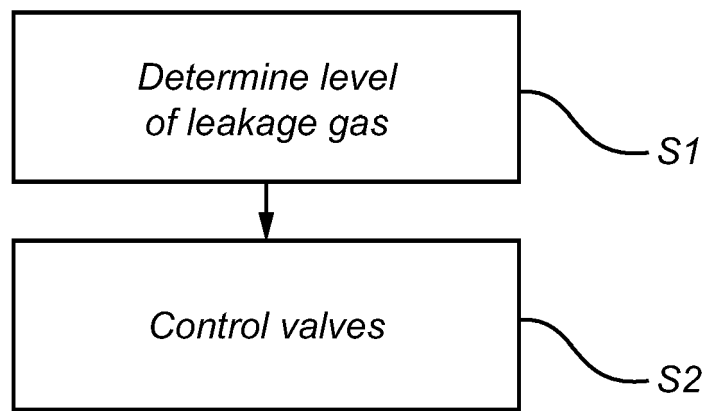 Determine level
of leakage gas
S1
Control valves
S2